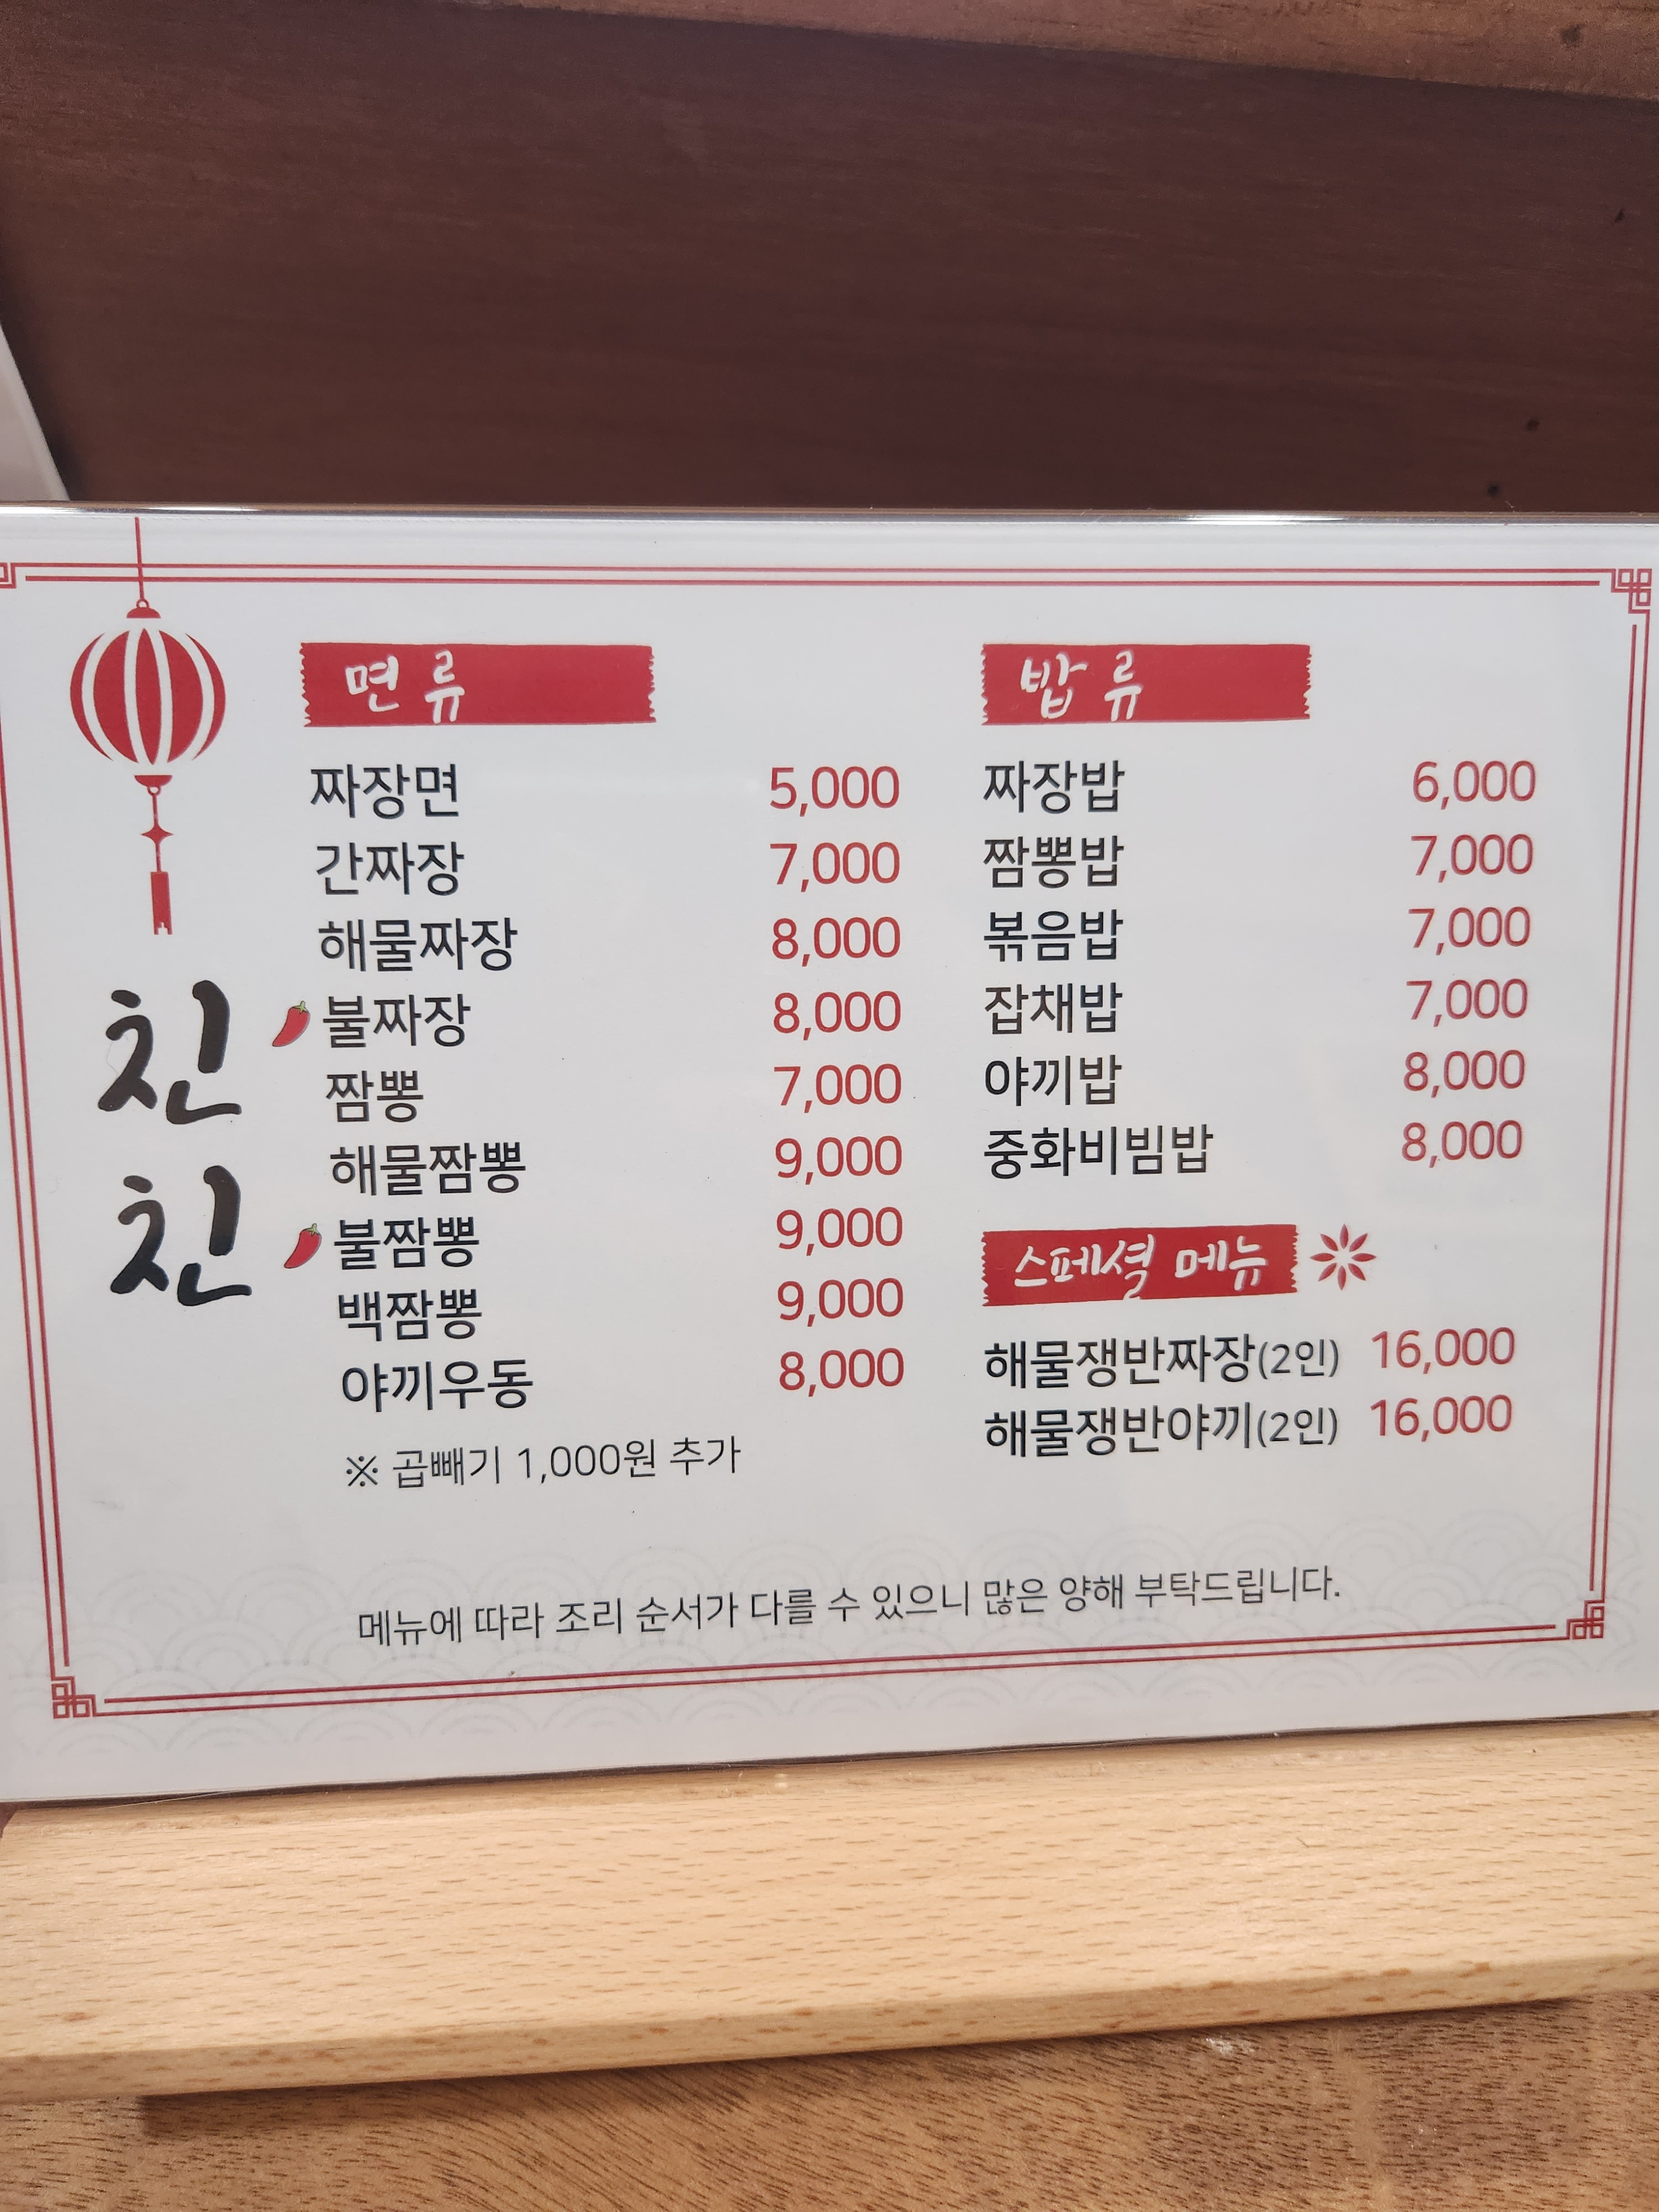 친
친
면류
짜장면 5,000
간짜장 7,000
해물짜장 8,000
불짜장 8,000
짬뽕 7,000
해물짬뽕 9,000
불짬뽕 9,000
백짬뽕 9,000
야끼우동 8,000
※ 곱빼기 1,000원 추가
밥류
짜장밥 6,000
짬뽕밥 7,000
볶음밥 7,000
잡채밥 7,000
야끼밥 8,000
중화비빔밥 8,000
스페셜 메뉴
해물쟁반짜장(2인) 16,000
해물쟁반야끼(2인) 16,000
메뉴에 따라 조리 순서가 다를 수 있으니 많은 양해 부탁드립니다.